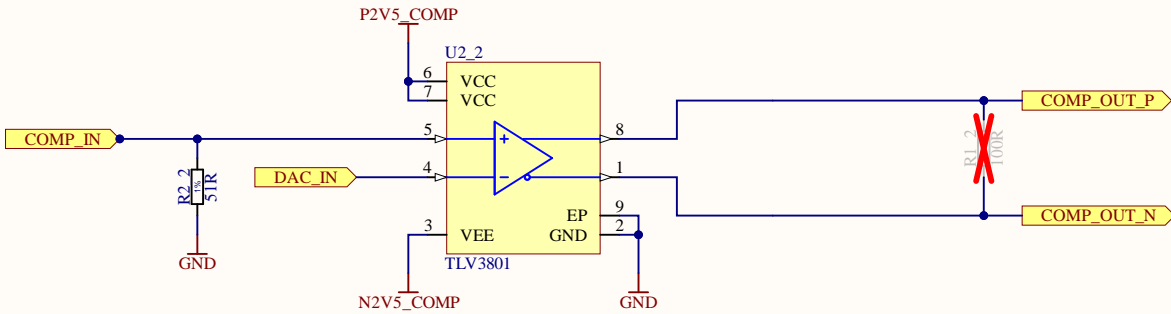 P2V5_COMP
U2_2
6 VCC
7 VCC
COMP_IN
5 + 8
COMP_OUT_P
R1_2
100R
R2_2
1%
51R
DAC_IN
4 − 1
9 EP
2 GND
COMP_OUT_N
3 VEE
TLV3801
GND
N2V5_COMP
GND